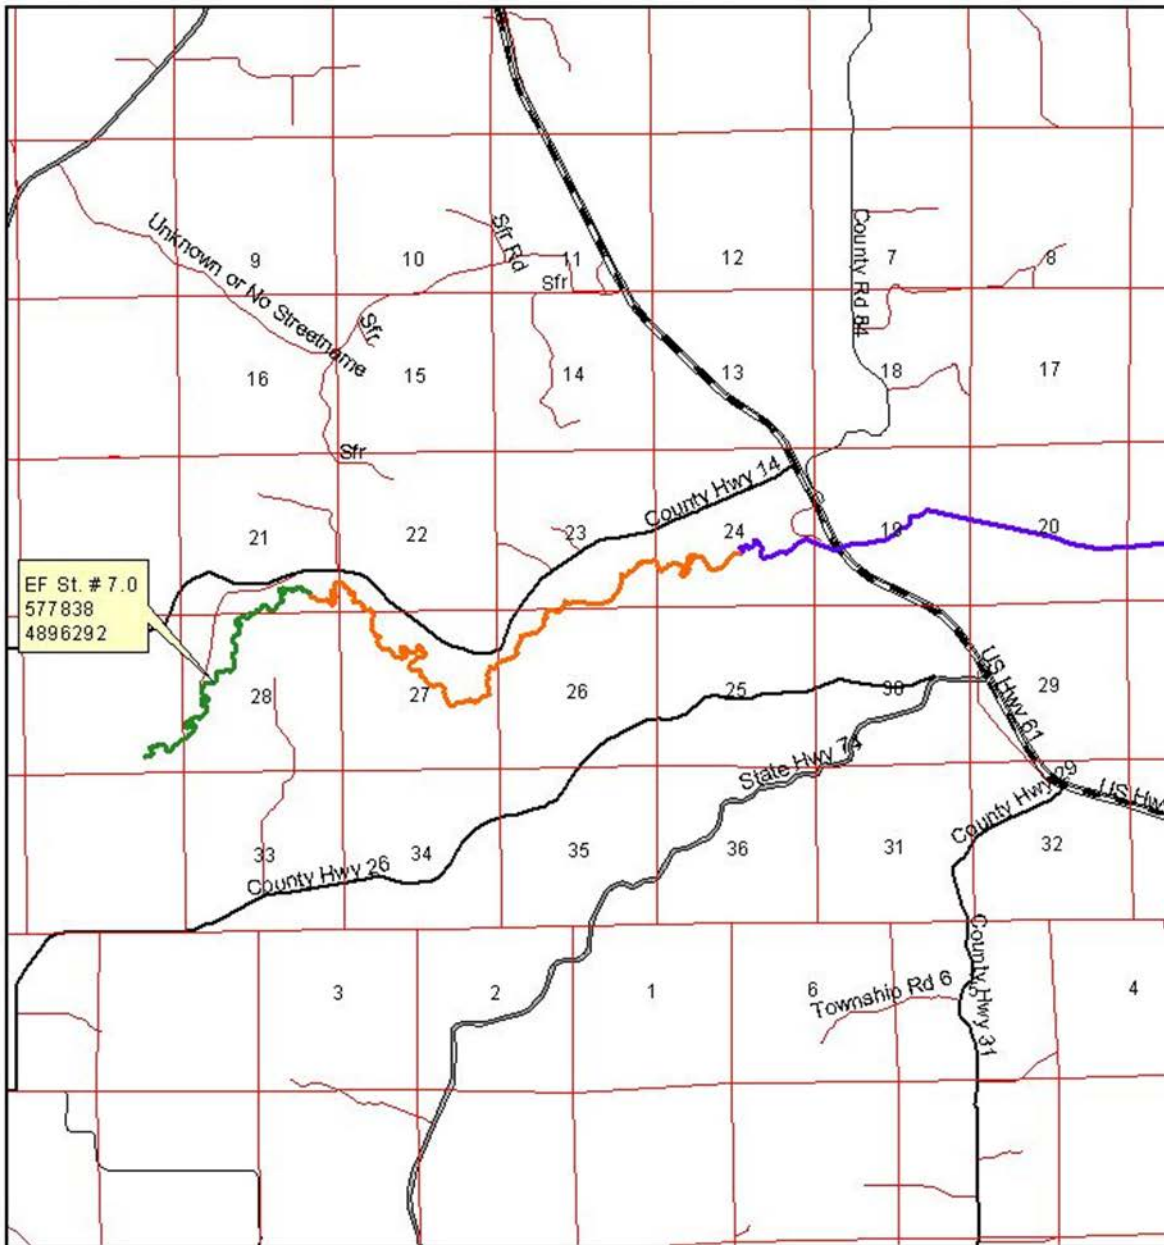 Sfr Rd
Unknown or No Streetname
County Rd 84
9
10
11
12
7
8
Sfr
Sfr
16
15
14
13
18
17
Sfr
County Hwy 14
21
22
23
24
19
20
EF St. # 7.0
577838
4896292
28
27
26
25
30
29
US Hwy 61
State Hwy 74
County Hwy 29
US Hw
33
34
35
36
31
32
County Hwy 26
County Hwy 31
3
2
1
6
Township Rd 6
5
4